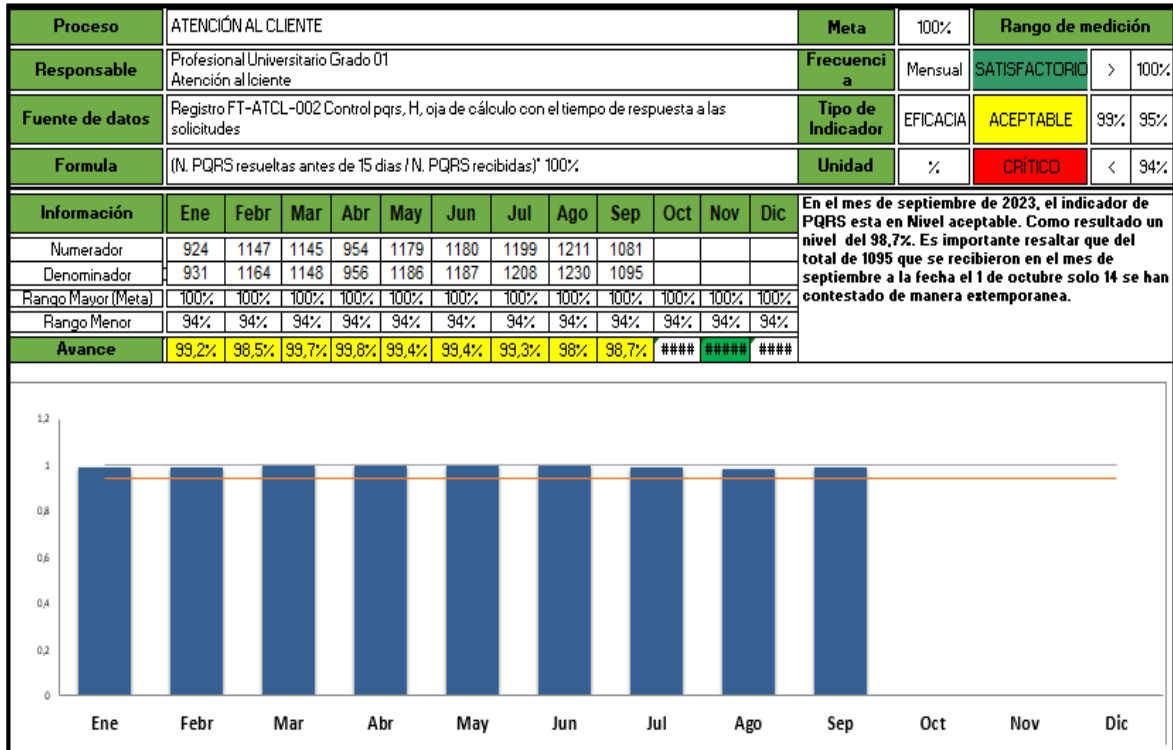 Proceso ATENCIÓN AL CLIENTE Meta 100% Rango de medición
Responsable Profesional Universitario Grado 01
Atención al lciente
Frecuenci
a Mensual SATISFACTORIO > 100%
Fuente de datos Registro FT-ATCL-002 Control pqrs, H, oja de cálculo con el tiempo de respuesta a las
solicitudes
Tipo de
Indicador EFICACIA ACEPTABLE 99% 95%
Formula (N. PQRS resueltas antes de 15 dias / N. PQRS recibidas)* 100% Unidad % CRÍTICO < 94%
Información Ene Febr Mar Abr May Jun Jul Ago Sep Oct Nov Dic
Numerador 924 1147 1145 954 1179 1180 1199 1211 1081
Denominador 931 1164 1148 956 1186 1187 1208 1230 1095
Rango Mayor (Meta) 100% 100% 100% 100% 100% 100% 100% 100% 100% 100% 100% 100%
Rango Menor 94% 94% 94% 94% 94% 94% 94% 94% 94% 94% 94% 94%
Avance 99,2% 98,5% 99,7% 99,8% 99,4% 99,4% 99,3% 98% 98,7% #### ##### ####
En el mes de septiembre de 2023, el indicador de
PQRS esta en Nivel aceptable. Como resultado un
nivel del 98,7%. Es importante resaltar que del
total de 1095 que se recibieron en el mes de
septiembre a la fecha el 1 de octubre solo 14 se han
contestado de manera extemporanea.
1,2
1
0,8
0,6
0,4
0,2
0
Ene Febr Mar Abr May Jun Jul Ago Sep Oct Nov Dic